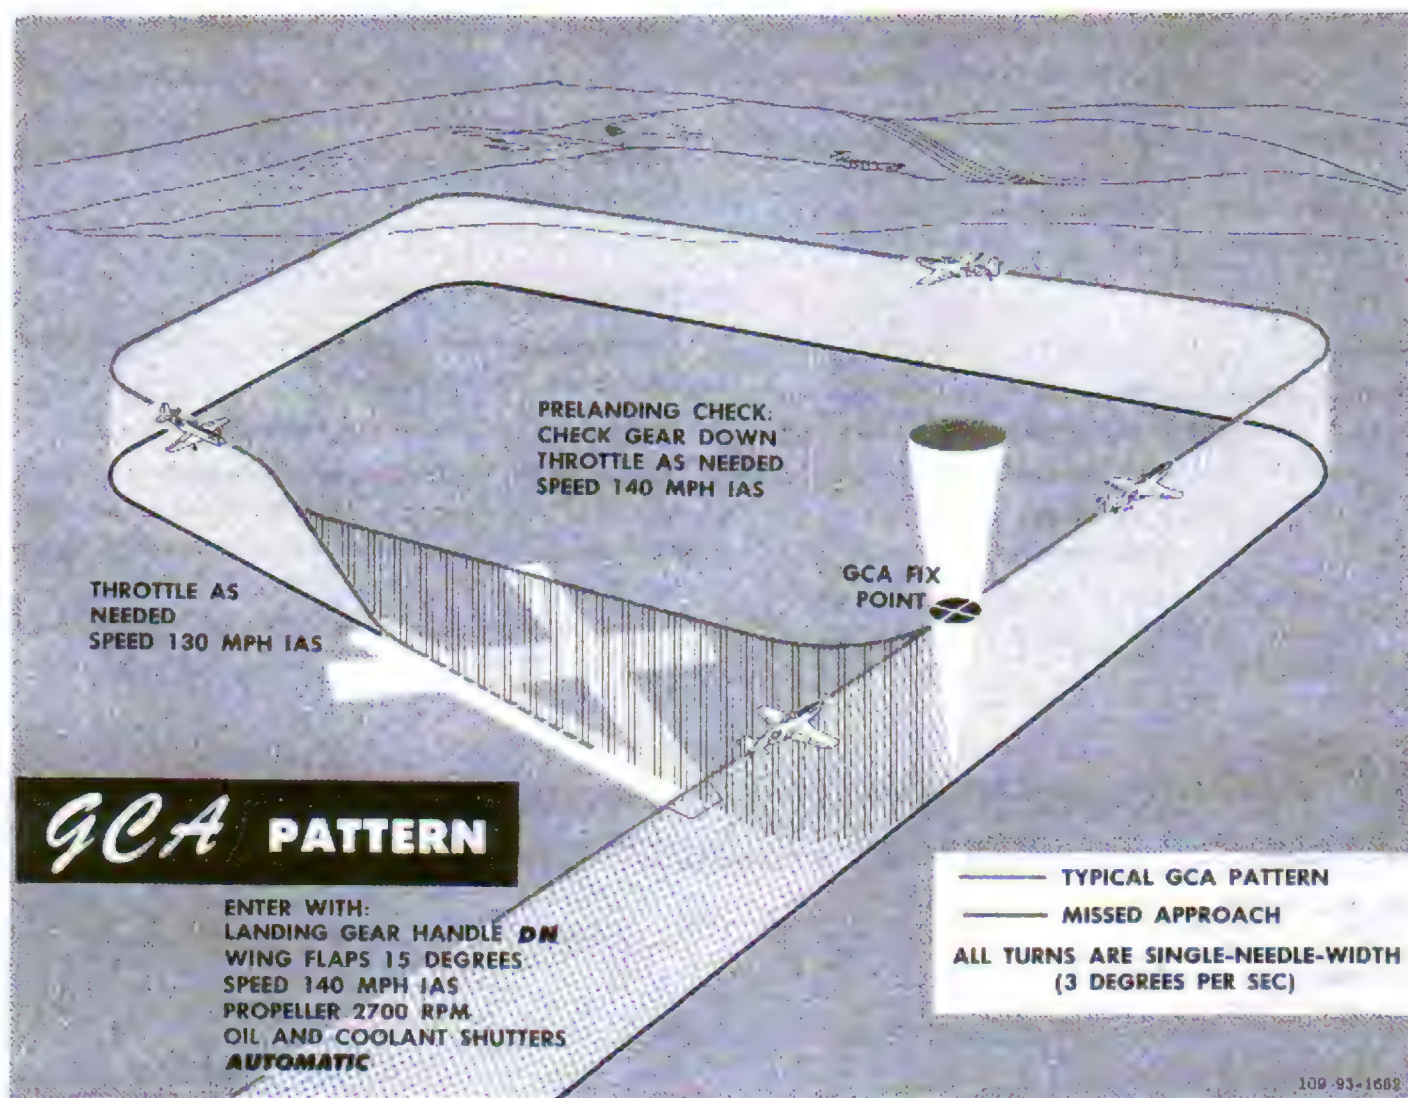 PRELANDING CHECK:
CHECK GEAR DOWN
THROTTLE AS NEEDED
SPEED 140 MPH IAS
GCA FIX
POINT
THROTTLE AS
NEEDED
SPEED 130 MPH IAS
GCA PATTERN
ENTER WITH:
LANDING GEAR HANDLE DN
WING FLAPS 15 DEGREES
SPEED 140 MPH IAS
PROPELLER 2700 RPM
OIL AND COOLANT SHUTTERS
AUTOMATIC
TYPICAL GCA PATTERN
MISSED APPROACH
ALL TURNS ARE SINGLE-NEEDLE-WIDTH
(3 DEGREES PER SEC)
109-93-1682